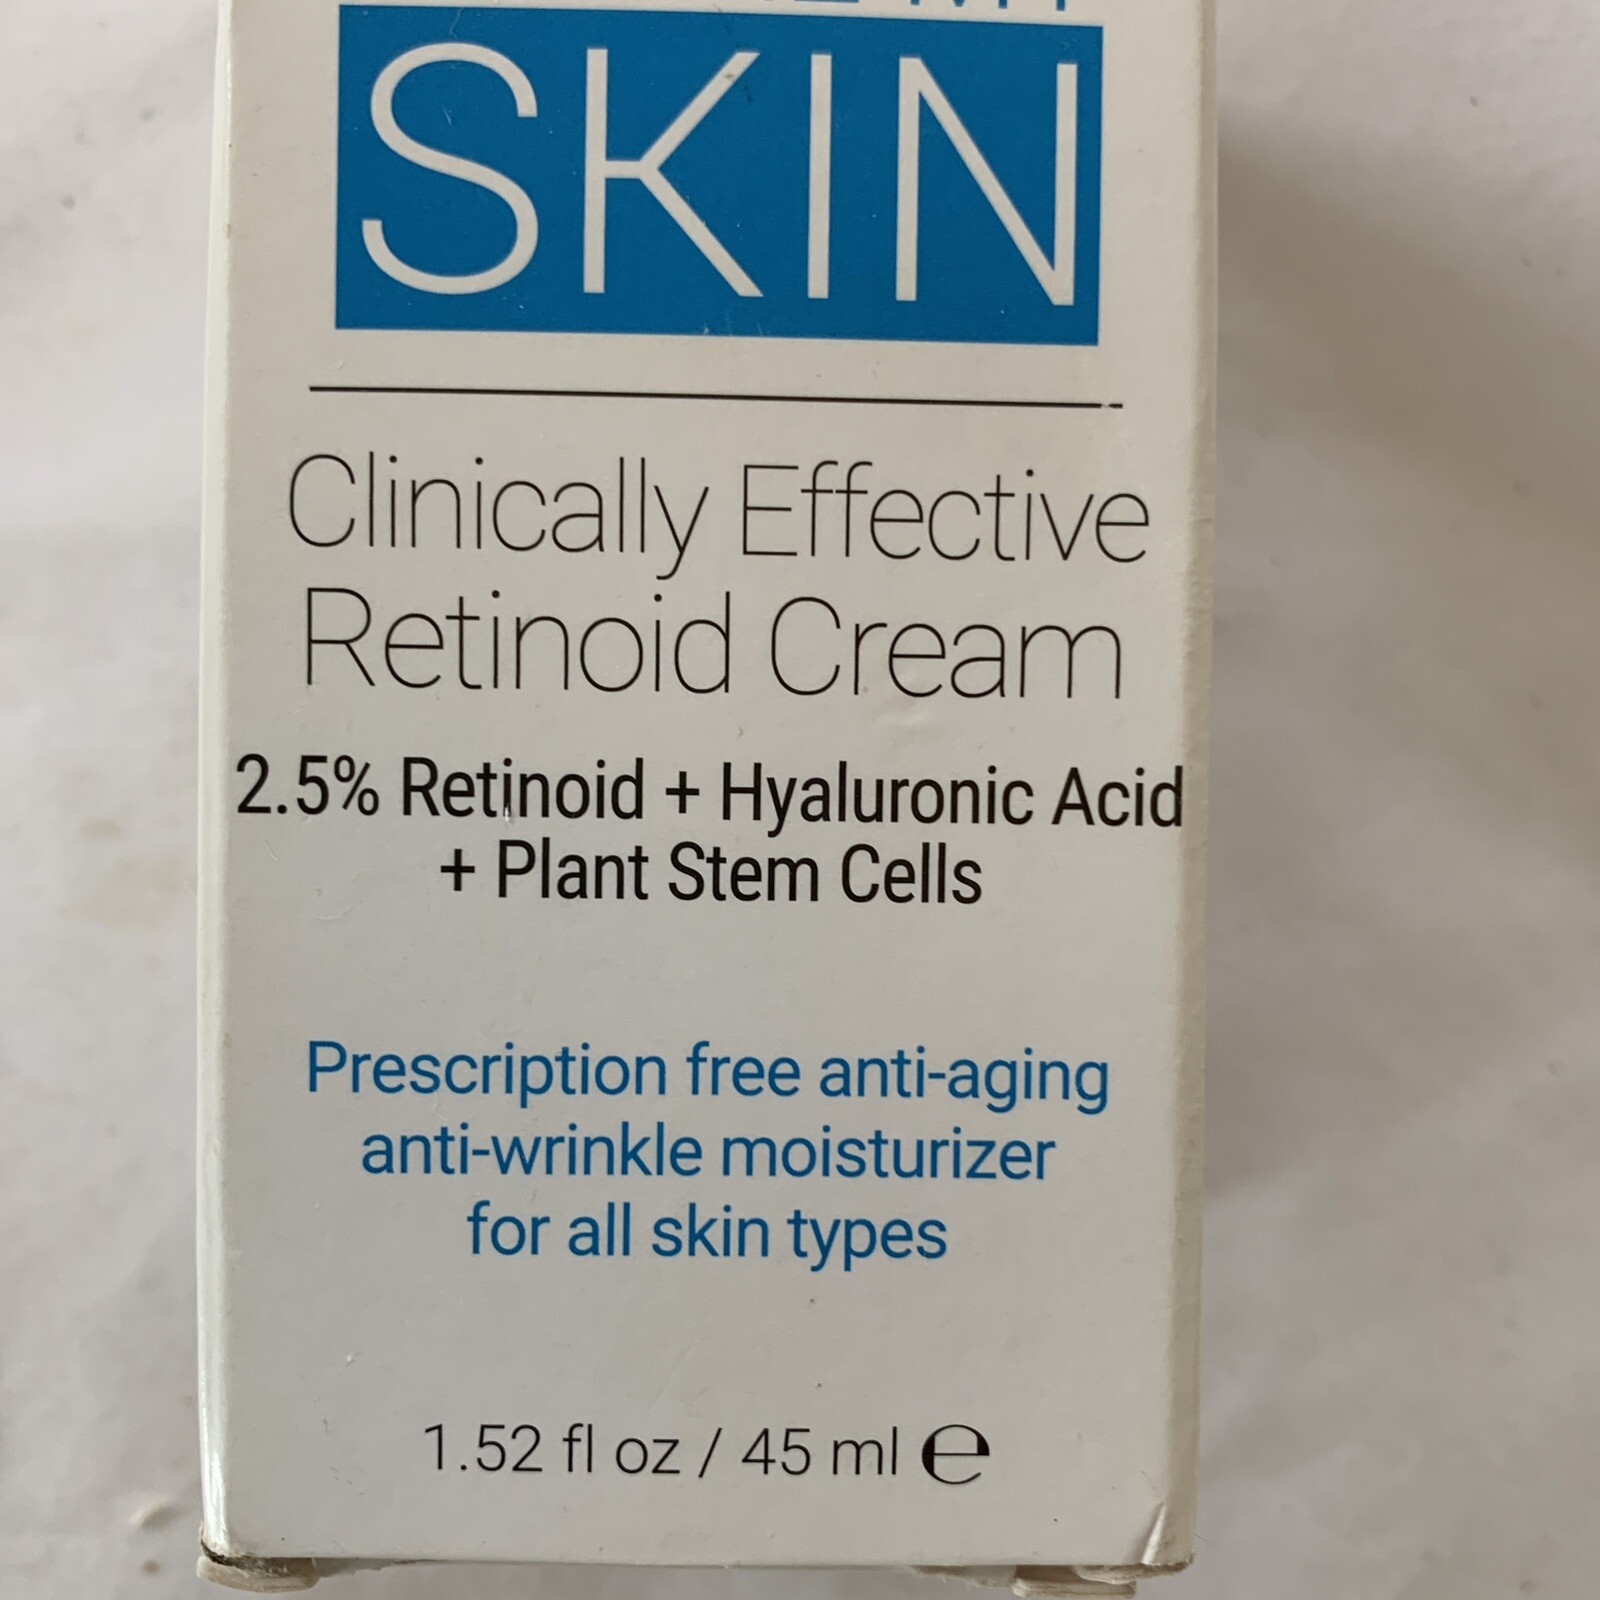 SKIN
Clinically Effective
Retinoid Cream
2.5% Retinoid + Hyaluronic Acid
+ Plant Stem Cells
Prescription free anti-aging
anti-wrinkle moisturizer
for all skin types
1.52 fl oz / 45 ml ℮